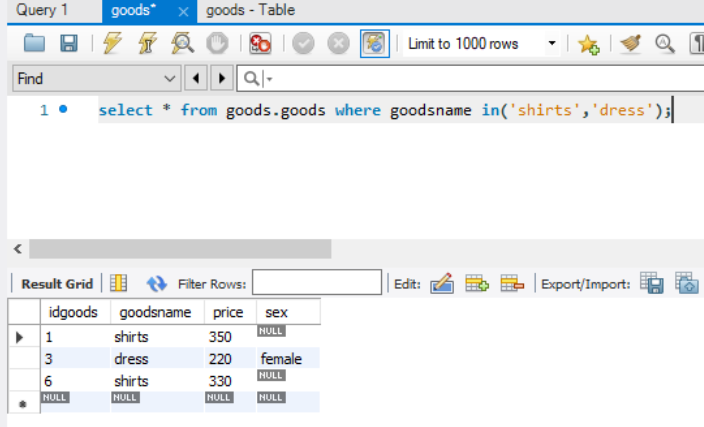 Query 1 goods* × goods - Table
Limit to 1000 rows
Find
1 select * from goods.goods where goodsname in('shirts','dress');
Result Grid Filter Rows: Edit: Export/Import:
idgoods goodsname price sex
1 shirts 350 NULL
3 dress 220 female
6 shirts 330 NULL
NULL NULL NULL NULL